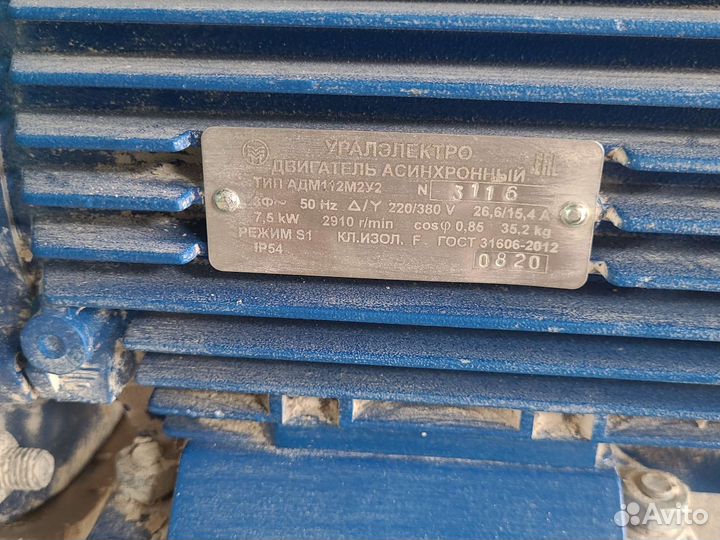 УРАЛЭЛЕКТРО
ДВИГАТЕЛЬ АСИНХРОННЫЙ EAC
ТИП АДМ112М2У2 N 3116
3Ф~ 50 Hz Δ/Y 220/380 V 26,6/15,4 A
7,5 kW 2910 r/min cosφ 0,85 35,2 kg
РЕЖИМ S1 КЛ.ИЗОЛ. F ГОСТ 31606-2012
IP54 0820
Avito